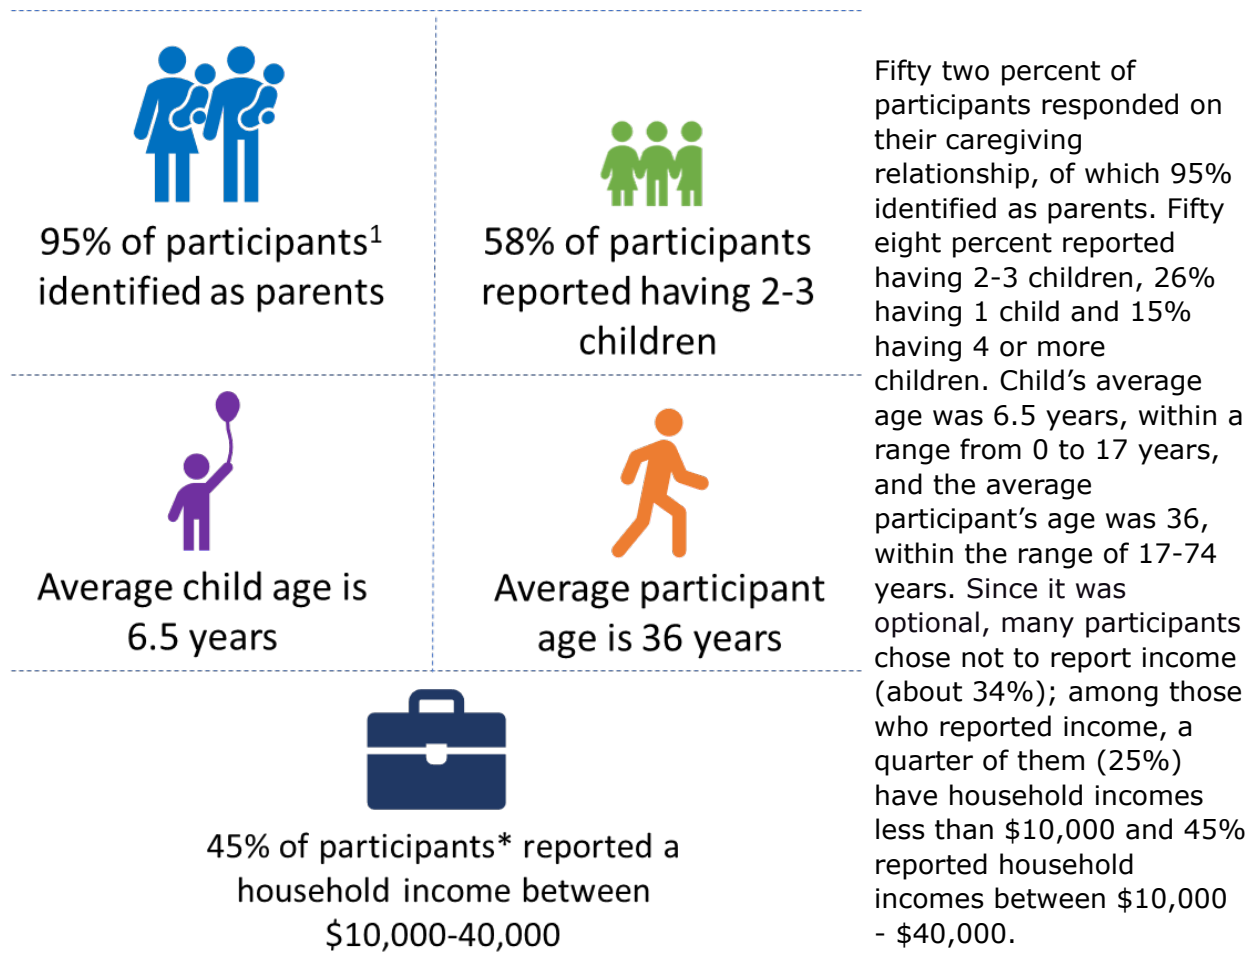 95% of participants¹
identified as parents
58% of participants
reported having 2-3
children
Average child age is
6.5 years
Average participant
age is 36 years
45% of participants* reported a
household income between
$10,000-40,000
Fifty two percent of
participants responded on
their caregiving
relationship, of which 95%
identified as parents. Fifty
eight percent reported
having 2-3 children, 26%
having 1 child and 15%
having 4 or more
children. Child’s average
age was 6.5 years, within a
range from 0 to 17 years,
and the average
participant’s age was 36,
within the range of 17-74
years. Since it was
optional, many participants
chose not to report income
(about 34%); among those
who reported income, a
quarter of them (25%)
have household incomes
less than $10,000 and 45%
reported household
incomes between $10,000
- $40,000.